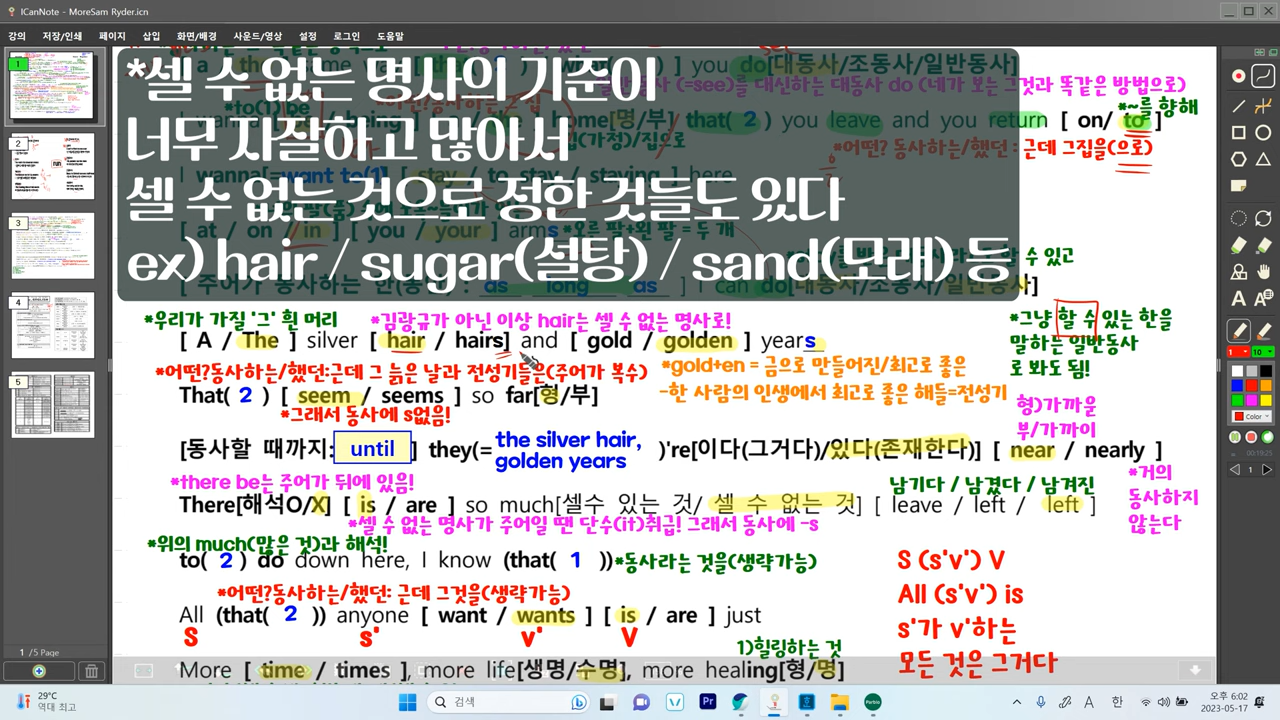 ICanNote - MoreSam Ryder.icn
강의 저장/인쇄 페이지 삽입 화면/배경 사운드/영상 설정 로그인 도움말
*셀 수 없는 명사의 기준이
너무 자잘하고 많아서
셀 수 없는 것으로 정한 것들도 있다
ex) hair / sugar(설탕) / sand(모래) 등
그것과 똑같은 방법으로)
*~를 향해
that( 2 ) you leave and you return [ on/ to ]
*어떤? 동사하는/했던 : 근데 그집을(으로)
수 있고
*우리가 가질 '그' 흰 머리
*김광규가 아닌 이상 hair는 셀 수 없는 명사로!
*그냥 할 수 있는 한을
말하는 일반동사
로 봐도 됨!
[ A / The ] silver [ hair / hairs] and [ gold / golden ] years
*어떤?동사하는/했던:근데 그 늙은 날과 전성기들은(주어가 복수)
*gold+en = 금으로 만들어진/최고로 좋은
-한 사람의 인생에서 최고로 좋은 해들=전성기
That( 2 ) [ seem / seems ] so far[형/부]
*그래서 동사에 s없음!
형)가까운
부/가까이
[동사할 때까지: until ] they(= the silver hair, golden years )'re[이다(그거다)/있다(존재한다)] [ near / nearly ]
*there be는 주어가 뒤에 있음!
남기다 / 남겼다 / 남겨진
*거의
동사하지
않는다
There[해석O/X] [ is / are ] so much[셀수 있는 것/ 셀 수 없는 것] [ leave / left / left ]
*셀 수 없는 명사가 주어일 땐 단수(it)취급! 그래서 동사에 -s
*위의 much(많은 것)과 해석!
to( 2 ) do down here, I know (that( 1 ))*동사라는 것을(생략가능)
S (s'v') V
All (s'v') is
s'가 v'하는
모든 것은 그거다
*어떤?동사하는/했던: 근데 그것을(생략가능)
All (that( 2 )) anyone [ want / wants ] [ is / are ] just
S s' v' V
1)힐링하는 것
More [ time / times ], more life[생명/수명], more healing[형/명]
1 /5 Page
29°C
역대 최고
검색
오후 6:02
2023-05-17